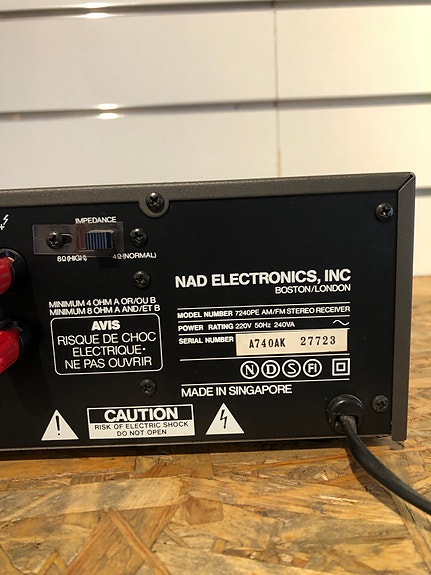 IMPEDANCE
8Ω(HIGH) 4Ω(NORMAL)
NAD ELECTRONICS, INC
BOSTON/LONDON
MINIMUM 4 OHM A OR/OU B
MINIMUM 8 OHM A AND/ET B
MODEL NUMBER 7240PE AM/FM STEREO RECEIVER
POWER RATING 220V 50Hz 240VA ~
SERIAL NUMBER A740AK 27723
AVIS
RISQUE DE CHOC
ELECTRIQUE·
NE PAS OUVRIR
N D S FI
MADE IN SINGAPORE
CAUTION
RISK OF ELECTRIC SHOCK
DO NOT OPEN